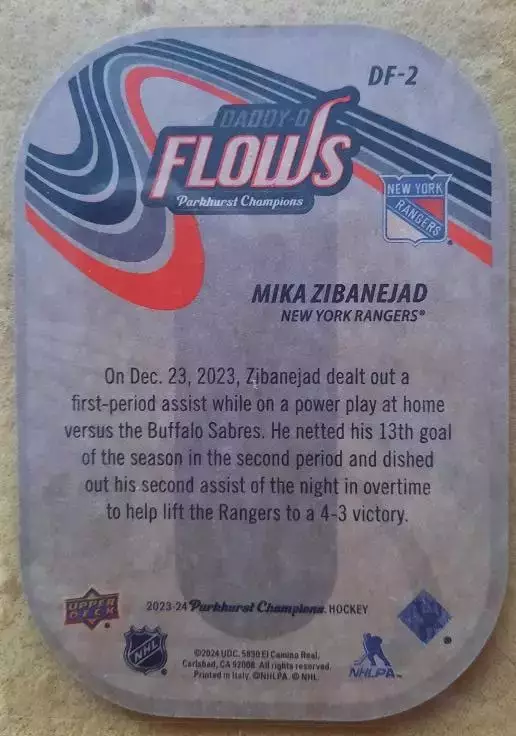 DF-2
DADDY-O
FLOWS
Parkhurst Champions
NEW YORK
RANGERS
MIKA ZIBANEJAD
NEW YORK RANGERS®
On Dec. 23, 2023, Zibanejad dealt out a
first-period assist while on a power play at home
versus the Buffalo Sabres. He netted his 13th goal
of the season in the second period and dished
out his second assist of the night in overtime
to help lift the Rangers to a 4-3 victory.
UPPER DECK
2023-24 Parkhurst Champions. HOCKEY
NHL
©2024 UDC. 5830 El Camino Real,
Carlsbad, CA 92008. All rights reserved.
Printed in Italy. ©NHLPA. © NHL.
NHLPA